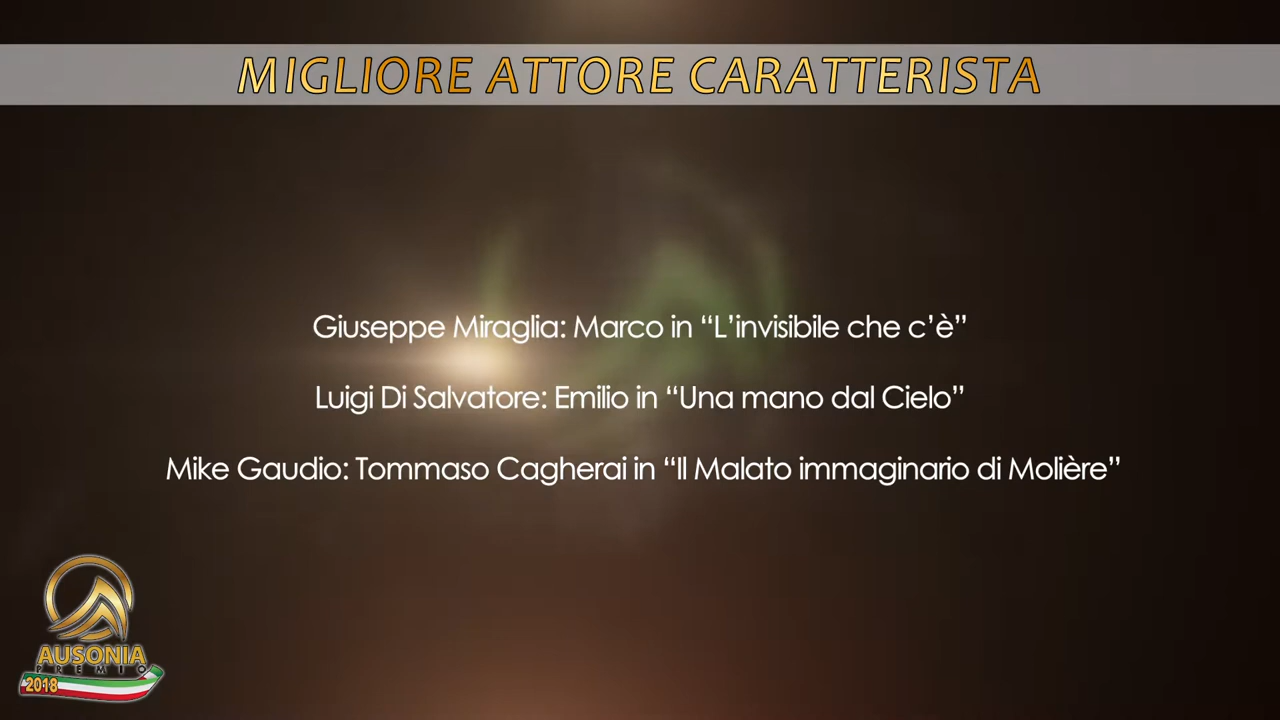 MIGLIORE ATTORE CARATTERISTA
Giuseppe Miraglia: Marco in “L’invisibile che c’è”
Luigi Di Salvatore: Emilio in “Una mano dal Cielo”
Mike Gaudio: Tommaso Cagherai in “Il Malato immaginario di Molière”
AUSONIA
PREMIO
2018